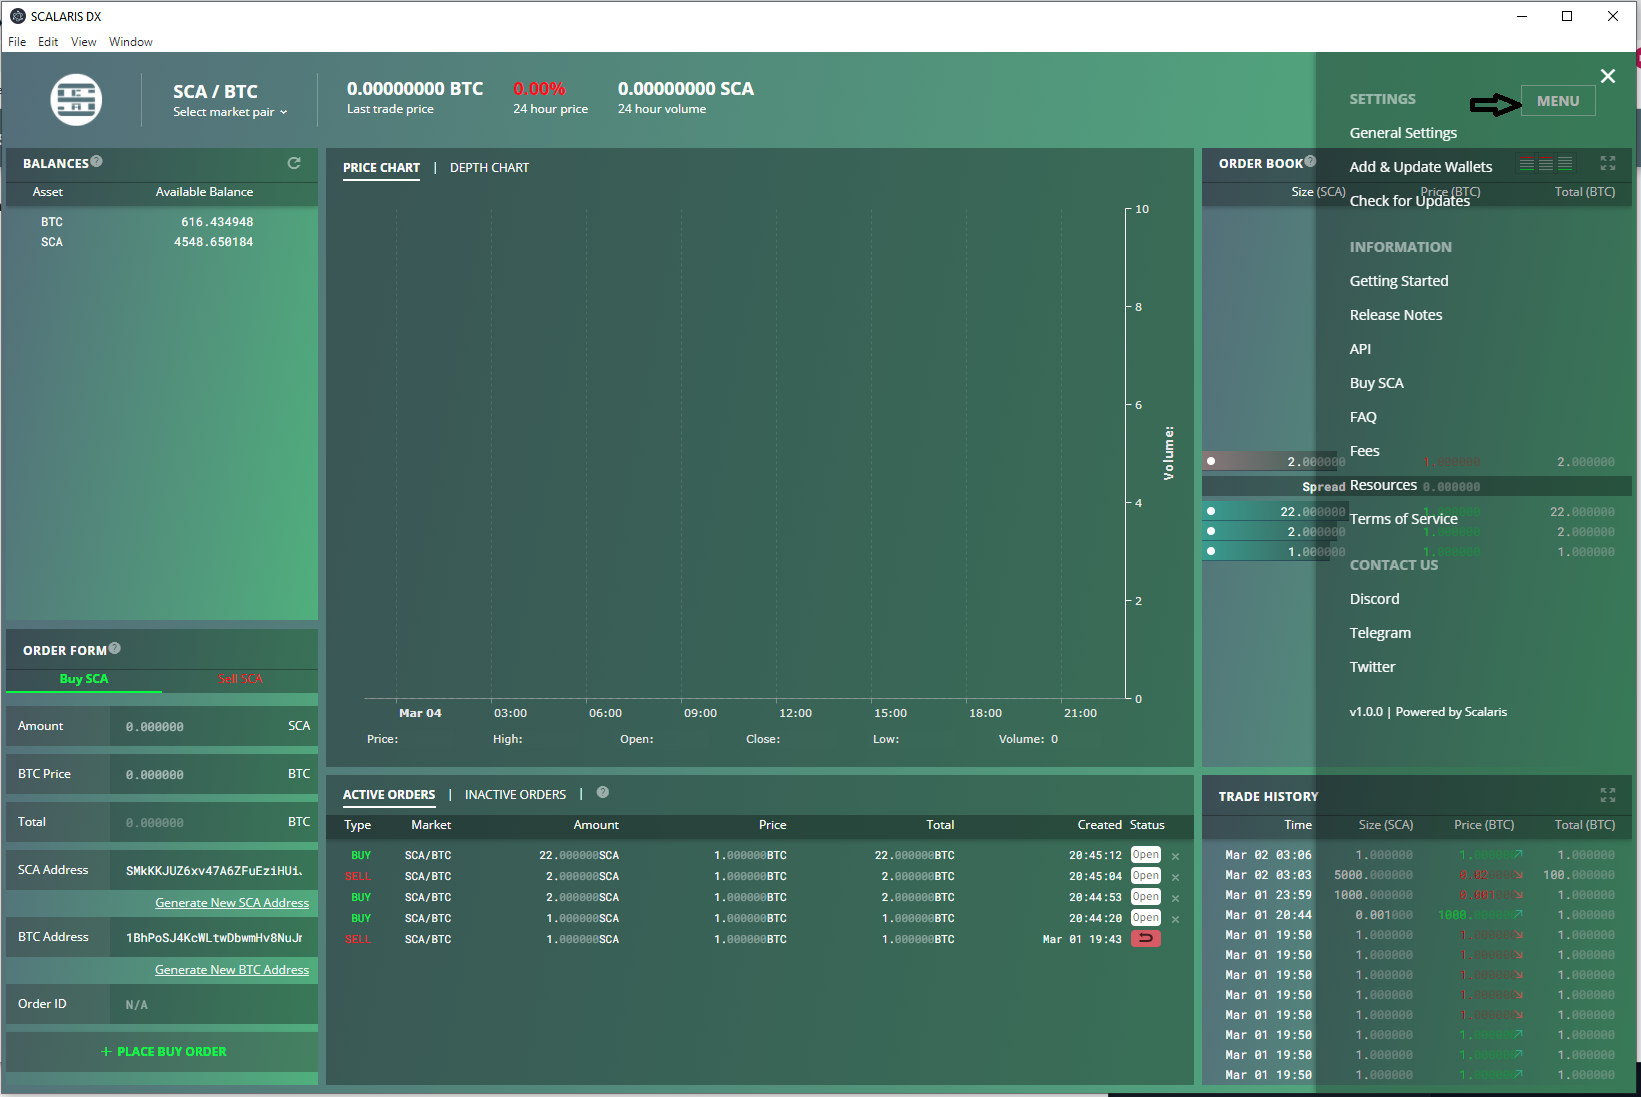 SCALARIS DX
File Edit View Window
SCA / BTC
Select market pair
0.00000000 BTC
Last trade price
0.00%
24 hour price
0.00000000 SCA
24 hour volume
MENU
BALANCES
Asset Available Balance
BTC 616.434948
SCA 4548.650184
ORDER FORM
Buy SCA Sell SCA
Amount 0.000000 SCA
BTC Price 0.000000 BTC
Total 0.000000 BTC
SCA Address SMkKKJUZ6xv47A6ZFuEziHUi
Generate New SCA Address
BTC Address 1BhPoSJ4KcWLtwDbwmHv8NuJ
Generate New BTC Address
Order ID N/A
+ PLACE BUY ORDER
PRICE CHART | DEPTH CHART
10
8
6
4
2
0
Volume:
Mar 04 03:00 06:00 09:00 12:00 15:00 18:00 21:00
Price: High: Open: Close: Low: Volume: 0
ACTIVE ORDERS | INACTIVE ORDERS |
Type Market Amount Price Total Created Status
BUY SCA/BTC 22.000000SCA 1.000000BTC 22.000000BTC 20:45:12 Open
SELL SCA/BTC 2.000000SCA 1.000000BTC 2.000000BTC 20:45:04 Open
BUY SCA/BTC 2.000000SCA 1.000000BTC 2.000000BTC 20:44:53 Open
BUY SCA/BTC 1.000000SCA 1.000000BTC 1.000000BTC 20:44:20 Open
SELL SCA/BTC 1.000000SCA 1.000000BTC 1.000000BTC Mar 01 19:43
ORDER BOOK
Size (SCA) Price (BTC) Total (BTC)
2.000000 1.000000 2.000000
Spread 0.000000
22.000000 1.000000 22.000000
2.000000 1.000000 2.000000
1.000000 1.000000 1.000000
SETTINGS
General Settings
Add & Update Wallets
Check for Updates
INFORMATION
Getting Started
Release Notes
API
Buy SCA
FAQ
Fees
Resources
Terms of Service
CONTACT US
Discord
Telegram
Twitter
v1.0.0 | Powered by Scalaris
TRADE HISTORY
Time Size (SCA) Price (BTC) Total (BTC)
Mar 02 03:06 1.000000 1.000000 1.000000
Mar 02 03:03 5000.000000 0.02 100.000000
Mar 01 23:59 1000.000000 0.001 1.000000
Mar 01 20:44 0.001000 1000.000000 1.000000
Mar 01 19:50 1.000000 1.000000 1.000000
Mar 01 19:50 1.000000 1.000000 1.000000
Mar 01 19:50 1.000000 1.000000 1.000000
Mar 01 19:50 1.000000 1.000000 1.000000
Mar 01 19:50 1.000000 1.000000 1.000000
Mar 01 19:50 1.000000 1.000000 1.000000
Mar 01 19:50 1.000000 1.000000 1.000000
Mar 01 19:50 1.000000 1.000000 1.000000